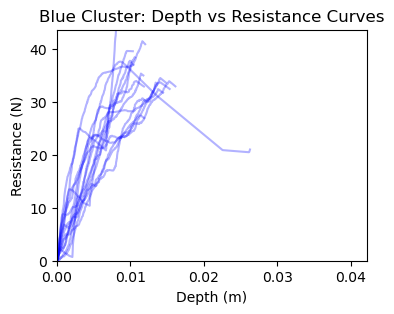 Blue Cluster: Depth vs Resistance Curves
Resistance (N)
40
30
20
10
0
0.00 0.01 0.02 0.03 0.04
Depth (m)